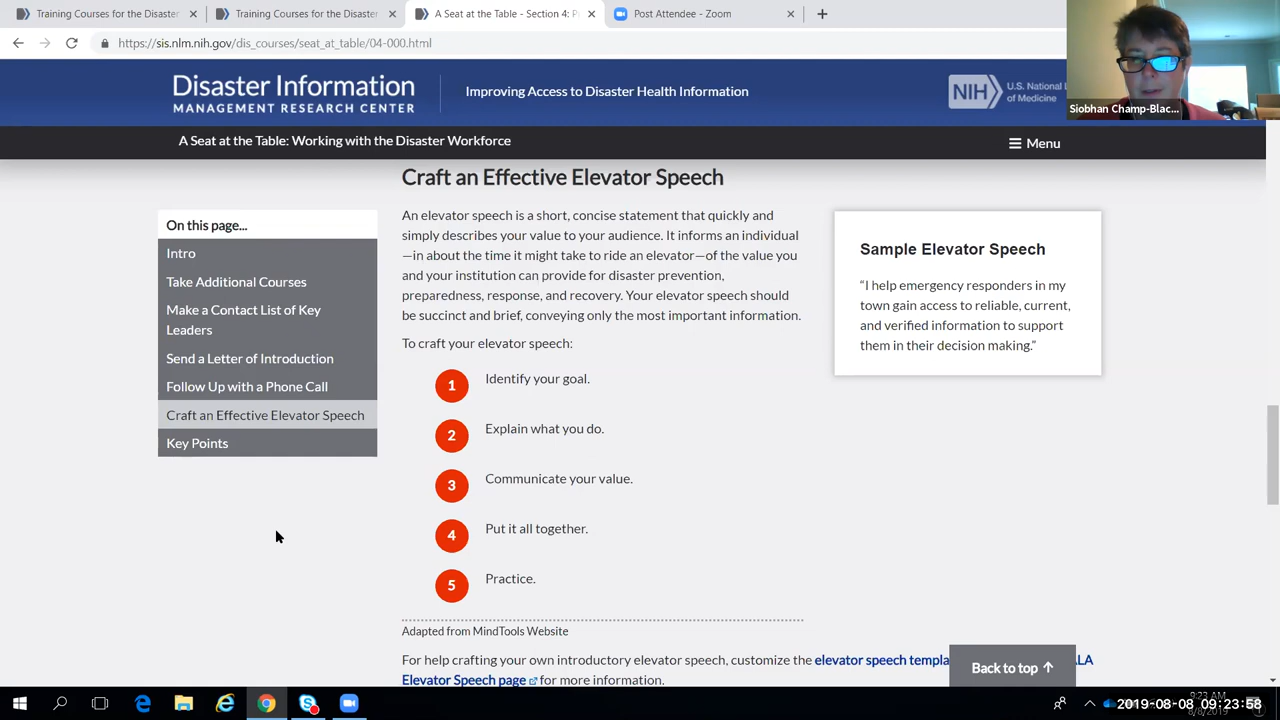 Training Courses for the Disaster
Training Courses for the Disaster
A Seat at the Table - Section 4:
Post Attendee - Zoom
https://sis.nlm.nih.gov/dis_courses/seat_at_table/04-000.html
Siobhan Champ-Blac...
Disaster Information
MANAGEMENT RESEARCH CENTER
Improving Access to Disaster Health Information
NIH
U.S. National
of Medicine
A Seat at the Table: Working with the Disaster Workforce
Menu
On this page...
Intro
Take Additional Courses
Make a Contact List of Key
Leaders
Send a Letter of Introduction
Follow Up with a Phone Call
Craft an Effective Elevator Speech
Key Points
Craft an Effective Elevator Speech
An elevator speech is a short, concise statement that quickly and
simply describes your value to your audience. It informs an individual
—in about the time it might take to ride an elevator—of the value you
and your institution can provide for disaster prevention,
preparedness, response, and recovery. Your elevator speech should
be succinct and brief, conveying only the most important information.
To craft your elevator speech:
1 Identify your goal.
2 Explain what you do.
3 Communicate your value.
4 Put it all together.
5 Practice.
Adapted from MindTools Website
For help crafting your own introductory elevator speech, customize the elevator speech templa ALA
Elevator Speech page for more information.
Sample Elevator Speech
“I help emergency responders in my
town gain access to reliable, current,
and verified information to support
them in their decision making.”
Back to top
9:23 AM
2019-08-08 09:23:58
8/8/2019